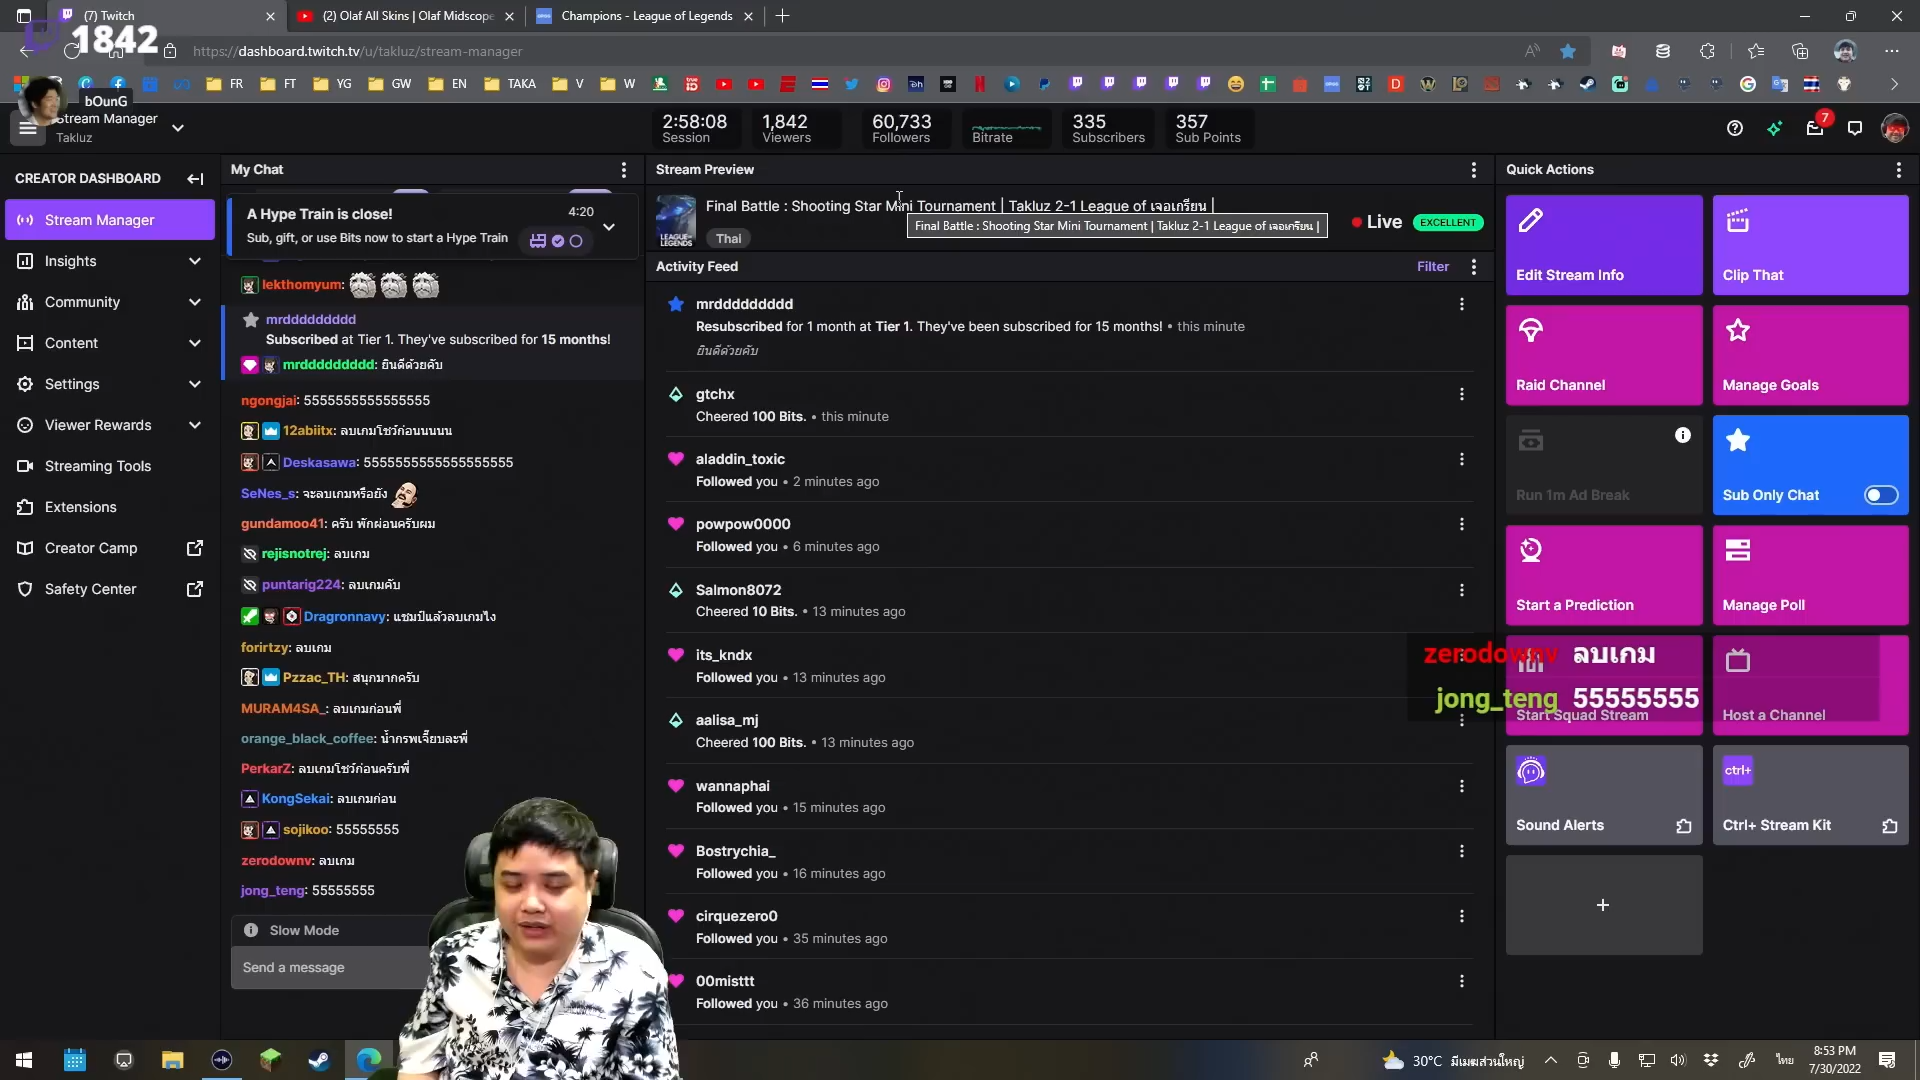 (7) Twitch
(2) Olaf All Skins | Olaf Midscope
Champions - League of Legends
1842
https://dashboard.twitch.tv/u/takluz/stream-manager
FR
FT
YG
GW
EN
TAKA
V
W
bOunG
Stream Manager
Takluz
2:58:08
Session
1,842
Viewers
60,733
Followers
Bitrate
335
Subscribers
357
Sub Points
7
CREATOR DASHBOARD
Stream Manager
Insights
Community
Content
Settings
Viewer Rewards
Streaming Tools
Extensions
Creator Camp
Safety Center
My Chat
A Hype Train is close!
4:20
Sub, gift, or use Bits now to start a Hype Train
lekthomyum:
mrddddddddd
Subscribed at Tier 1. They've subscribed for 15 months!
mrddddddddd: ยินดีด้วยคับ
ngongjai: 5555555555555555
12abiitx: ลบเกมโชว์ก่อนนนนน
Deskasawa: 5555555555555555555
SeNes_s: จะลบเกมหรือยัง
gundamoo41: ครับ พักผ่อนครับผม
rejisnotrej: ลบเกม
puntarig224: ลบเกมคับ
Dragronnavy: แชมป์แล้วลบเกมไง
forirtzy: ลบเกม
Pzzac_TH: สนุกมากครับ
MURAM4SA_: ลบเกมก่อนพี่
orange_black_coffee: น้ำกรพเจี๊ยบละพี่
PerkarZ: ลบเกมโชว์ก่อนครับพี่
KongSekai: ลบเกมก่อน
sojikoo: 55555555
zerodownv: ลบเกม
jong_teng: 55555555
Slow Mode
Send a message
Stream Preview
Final Battle : Shooting Star Mini Tournament | Takluz 2-1 League of เจอเกรียน |
Final Battle : Shooting Star Mini Tournament | Takluz 2-1 League of เจอเกรียน |
Thai
LEAGUE OF LEGENDS
Live
EXCELLENT
Activity Feed
Filter
mrddddddddd
Resubscribed for 1 month at Tier 1. They've been subscribed for 15 months! • this minute
ยินดีด้วยคับ
gtchx
Cheered 100 Bits. • this minute
aladdin_toxic
Followed you • 2 minutes ago
powpow0000
Followed you • 6 minutes ago
Salmon8072
Cheered 10 Bits. • 13 minutes ago
its_kndx
Followed you • 13 minutes ago
aalisa_mj
Cheered 100 Bits. • 13 minutes ago
wannaphai
Followed you • 15 minutes ago
Bostrychia_
Followed you • 16 minutes ago
cirquezero0
Followed you • 35 minutes ago
00misttt
Followed you • 36 minutes ago
Quick Actions
Edit Stream Info
Clip That
Raid Channel
Manage Goals
Run 1m Ad Break
Sub Only Chat
Start a Prediction
Manage Poll
zerodownv ลบเกม
jong_teng 55555555
Start Squad Stream
Host a Channel
ctrl+
Sound Alerts
Ctrl+ Stream Kit
30°C มีเมฆส่วนใหญ่
ไทย
8:53 PM
7/30/2022